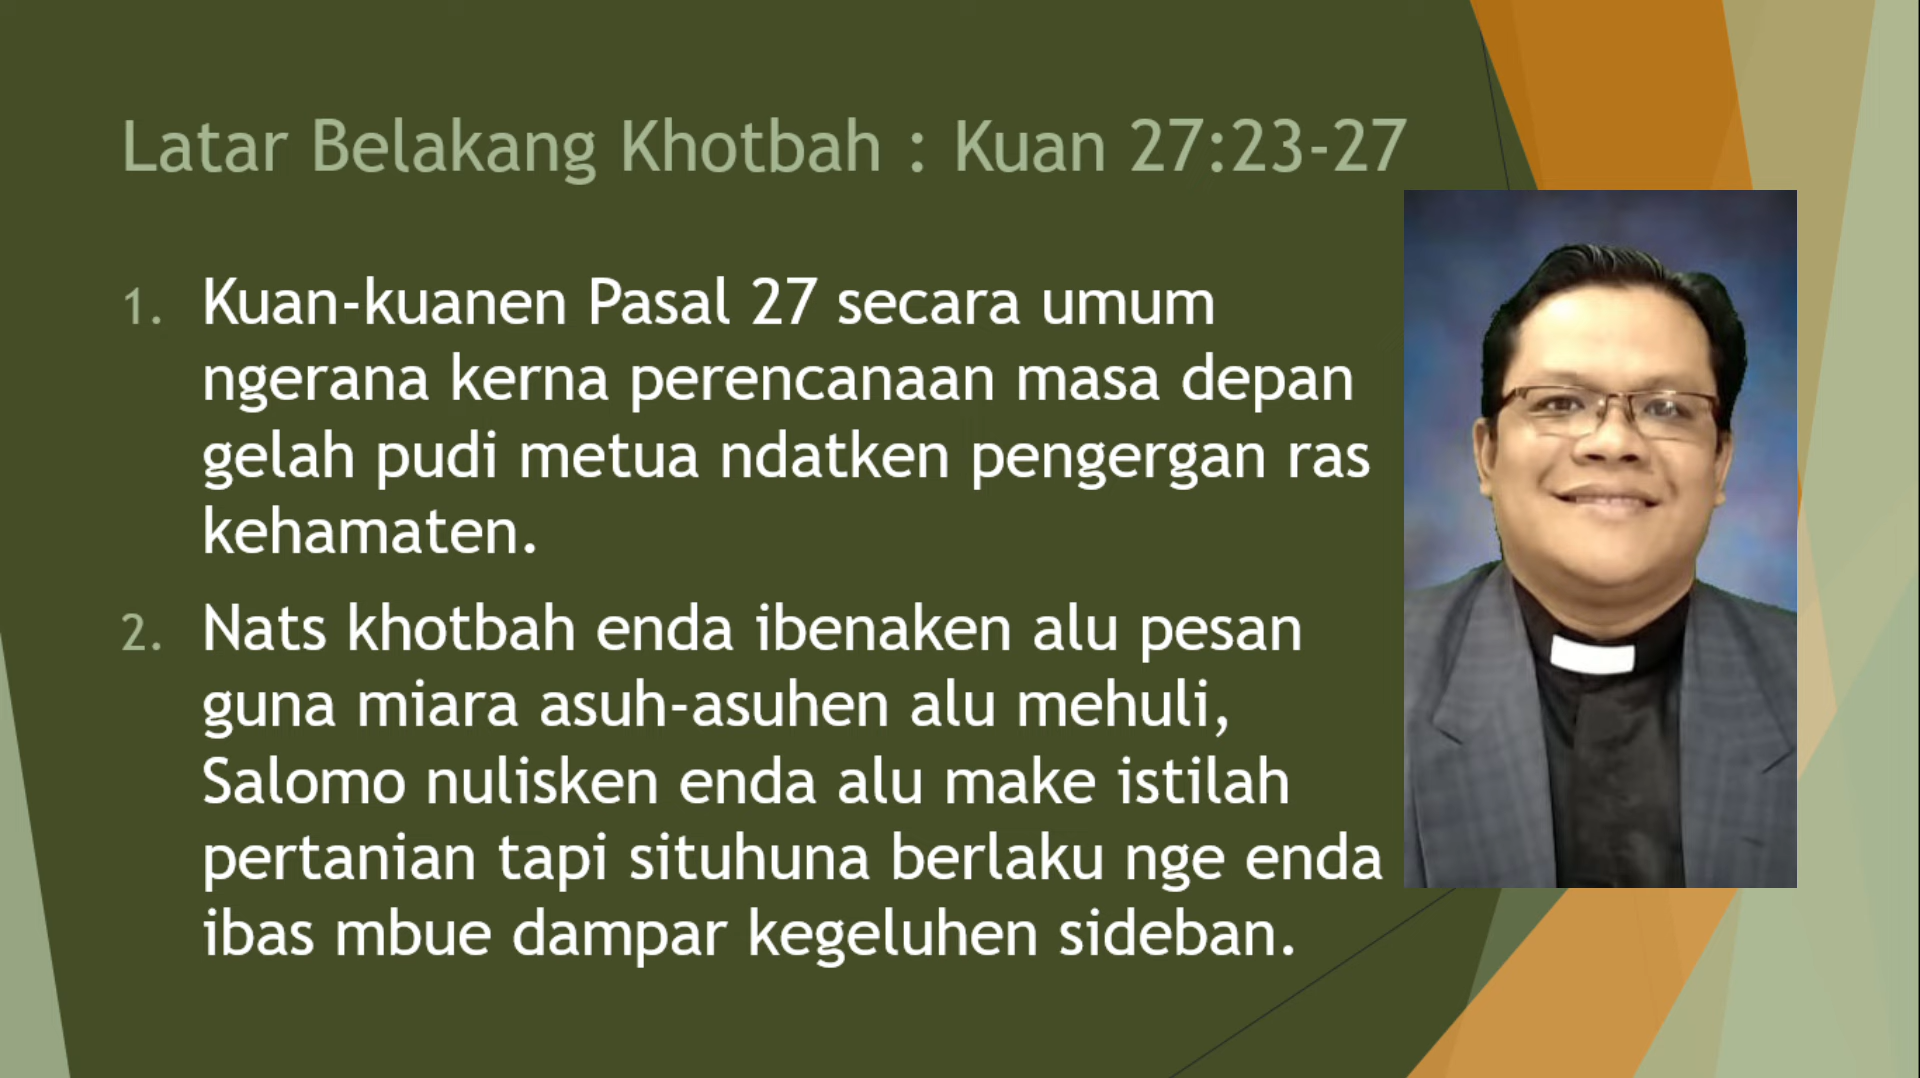 Latar Belakang Khotbah : Kuan 27:23-27
1. Kuan-kuanen Pasal 27 secara umum
ngerana kerna perencanaan masa depan
gelah pudi metua ndatken pengergan ras
kehamaten.
2. Nats khotbah enda ibenaken alu pesan
guna miara asuh-asuhen alu mehuli,
Salomo nulisken enda alu make istilah
pertanian tapi situhuna berlaku nge enda
ibas mbue dampar kegeluhen sideban.